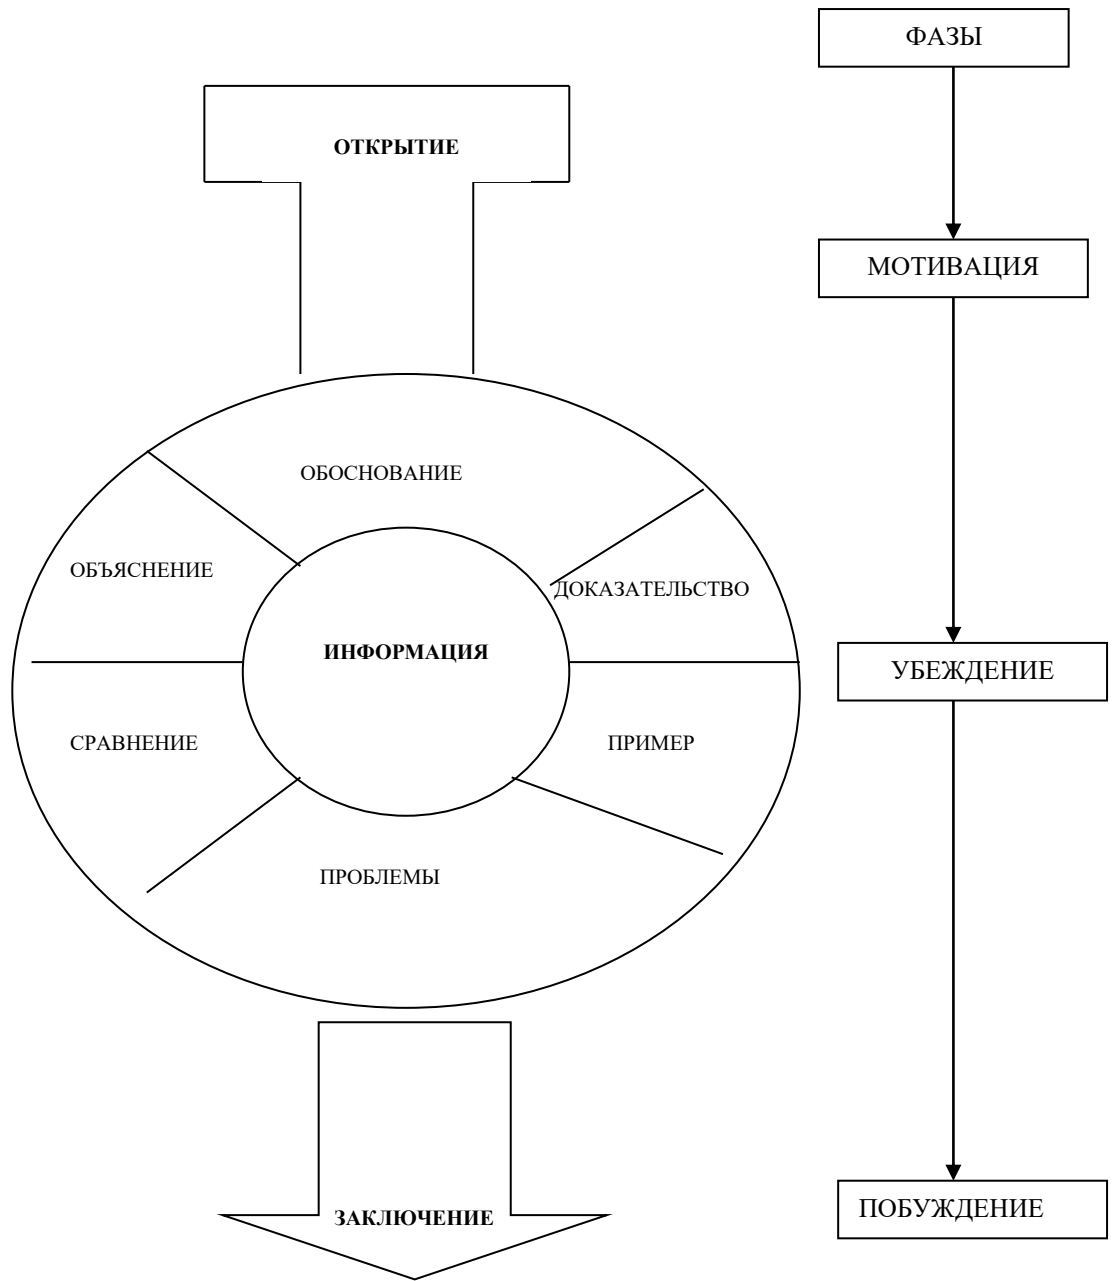 ФАЗЫ
ОТКРЫТИЕ
МОТИВАЦИЯ
ОБОСНОВАНИЕ
ОБЪЯСНЕНИЕ
ДОКАЗАТЕЛЬСТВО
ИНФОРМАЦИЯ
УБЕЖДЕНИЕ
СРАВНЕНИЕ
ПРИМЕР
ПРОБЛЕМЫ
ПОБУЖДЕНИЕ
ЗАКЛЮЧЕНИЕ